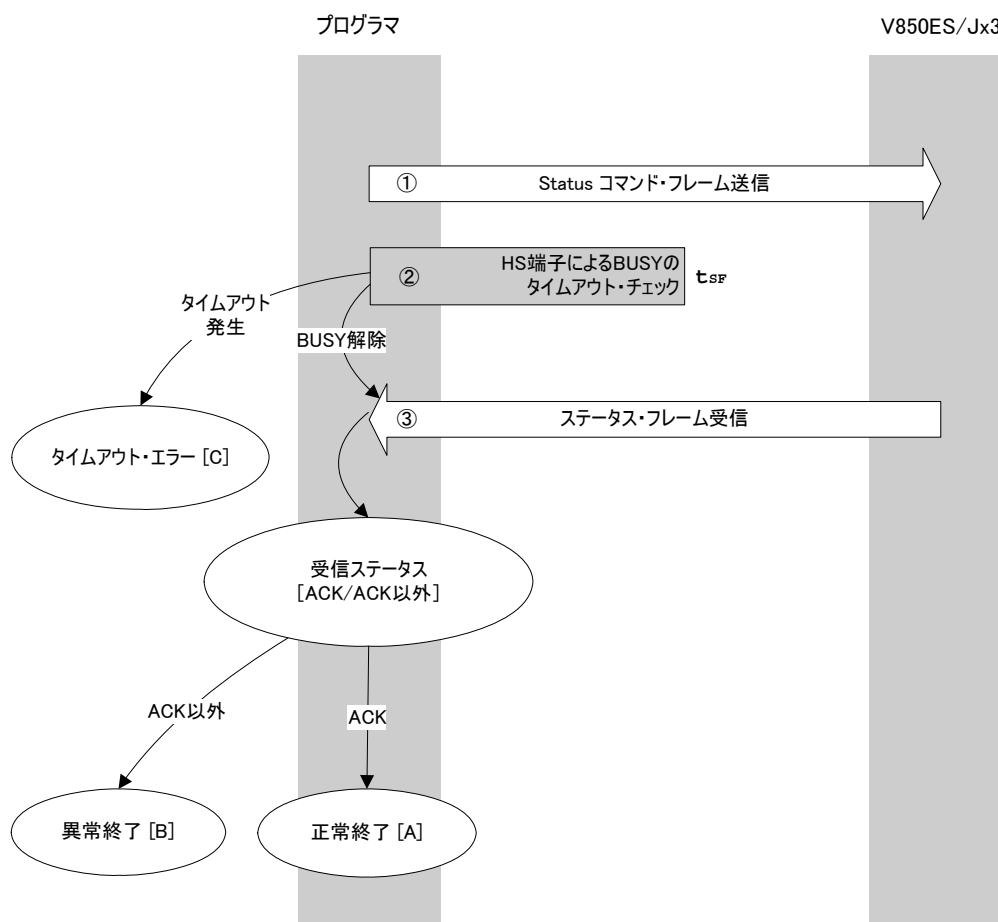 プログラマ
V850ES/Jx3
① Status コマンド・フレーム送信
② HS端子によるBUSYの
タイムアウト・チェック
tSF
タイムアウト
発生
BUSY解除
③ ステータス・フレーム受信
タイムアウト・エラー [C]
受信ステータス
[ACK/ACK以外]
ACK以外
ACK
異常終了 [B]
正常終了 [A]